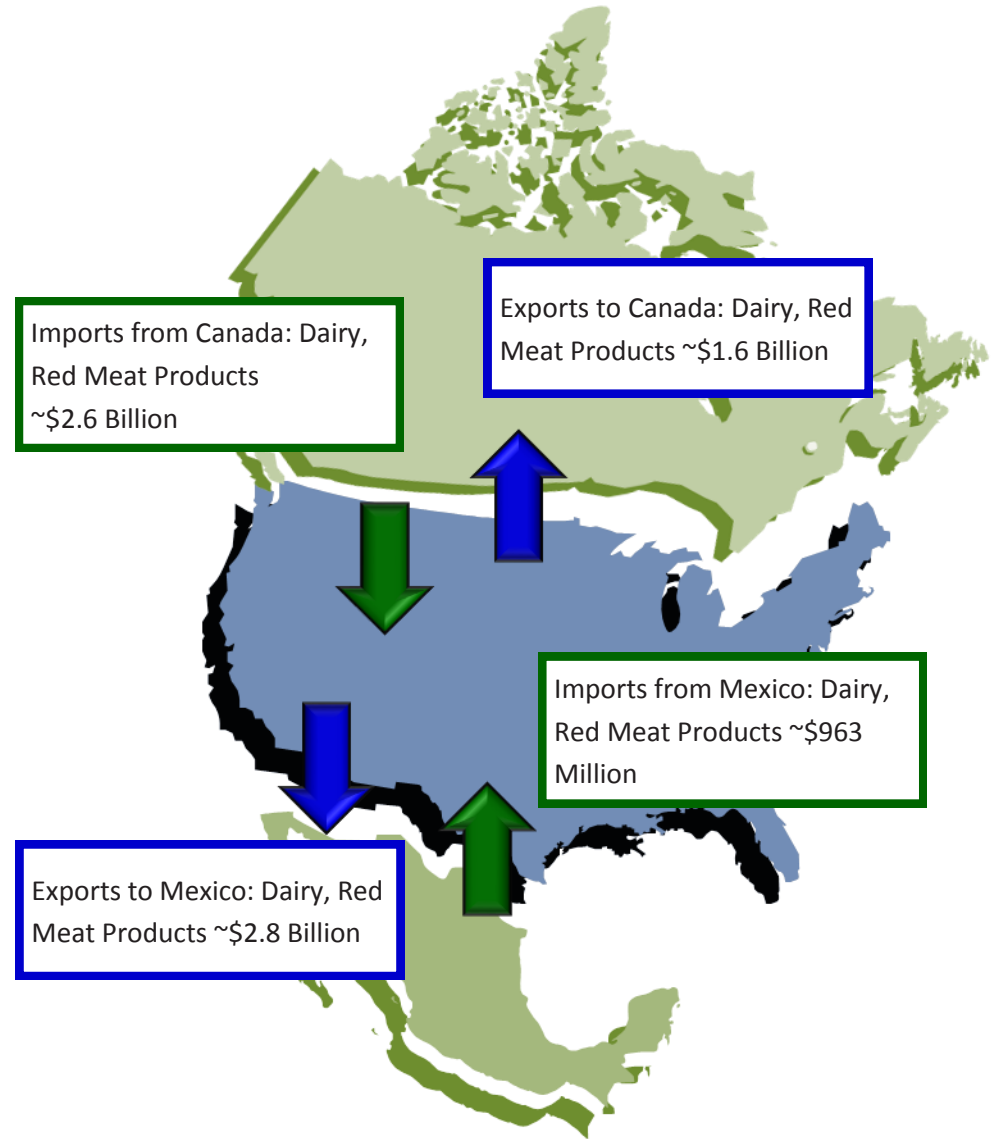 Exports to Canada: Dairy, Red
Meat Products ~$1.6 Billion
Imports from Canada: Dairy,
Red Meat Products
~$2.6 Billion
Imports from Mexico: Dairy,
Red Meat Products ~$963
Million
Exports to Mexico: Dairy, Red
Meat Products ~$2.8 Billion